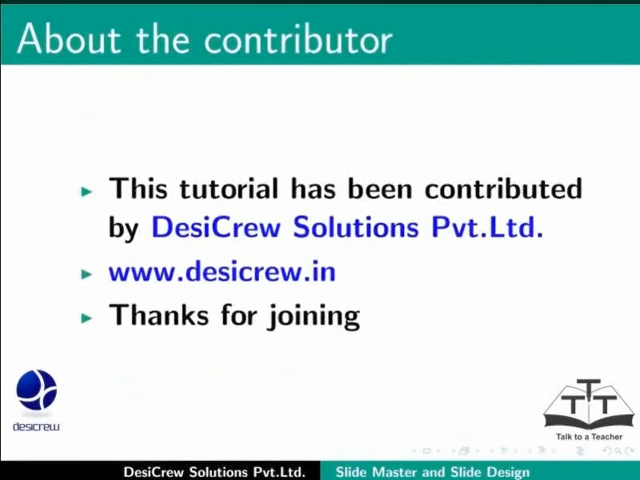 About the contributor
This tutorial has been contributed
by DesiCrew Solutions Pvt.Ltd.
www.desicrew.in
Thanks for joining
desicrew
T T T
Talk to a Teacher
DesiCrew Solutions Pvt.Ltd. Slide Master and Slide Design